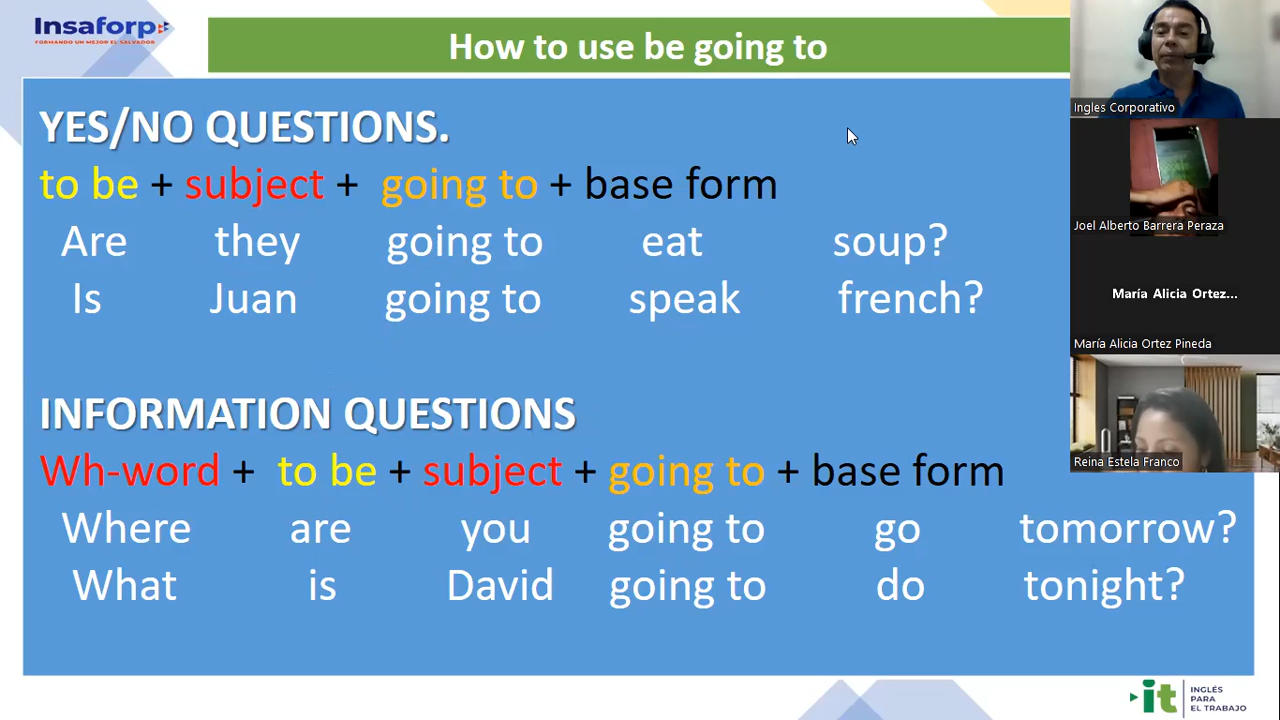 Insaforp
FORMANDO UN MEJOR EL SALVADOR
How to use be going to
YES/NO QUESTIONS.
to be + subject + going to + base form
Are they going to eat soup?
Is Juan going to speak french?
INFORMATION QUESTIONS
Wh-word + to be + subject + going to + base form
Where are you going to go tomorrow?
What is David going to do tonight?
Ingles Corporativo
Joel Alberto Barrera Peraza
María Alicia Ortez...
María Alicia Ortez Pineda
Reina Estela Franco
it
INGLÉS
PARA
EL TRABAJO